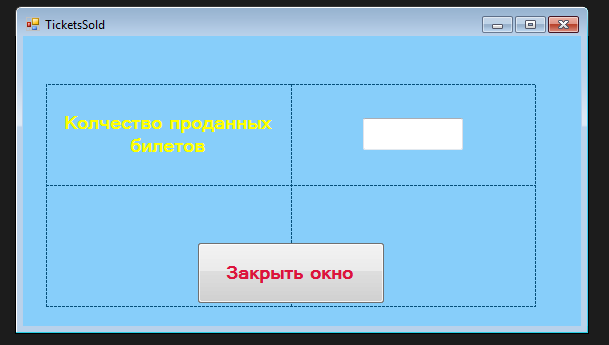 TicketsSold
Колчество проданных
билетов
Закрыть окно